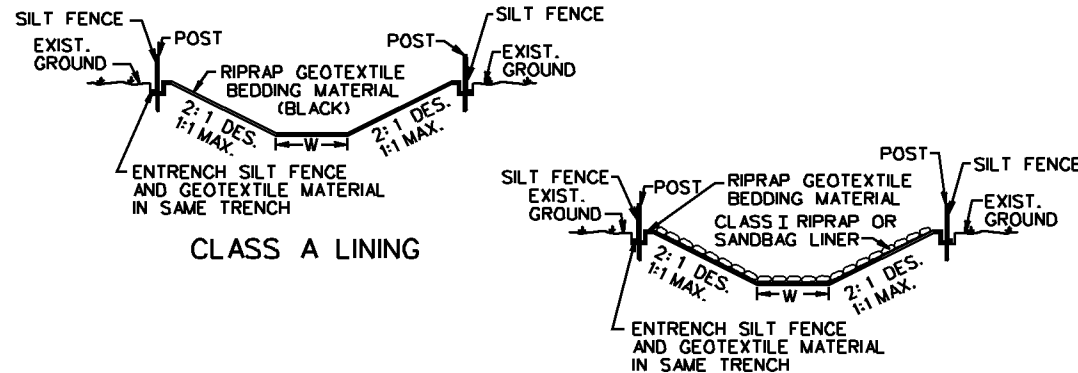 SILT FENCE
POST
EXIST.
GROUND
RIPRAP GEOTEXTILE
BEDDING MATERIAL
(BLACK)
POST
SILT FENCE
EXIST.
GROUND
2:1 DES.
1:1 MAX.
W
2:1 DES.
1:1 MAX.
ENTRENCH SILT FENCE
AND GEOTEXTILE MATERIAL
IN SAME TRENCH
CLASS A LINING
SILT FENCE
POST
EXIST.
GROUND
RIPRAP GEOTEXTILE
BEDDING MATERIAL
CLASS I RIPRAP OR
SANDBAG LINER
POST
SILT FENCE
EXIST.
GROUND
2:1 DES.
1:1 MAX.
W
2:1 DES.
1:1 MAX.
ENTRENCH SILT FENCE
AND GEOTEXTILE MATERIAL
IN SAME TRENCH